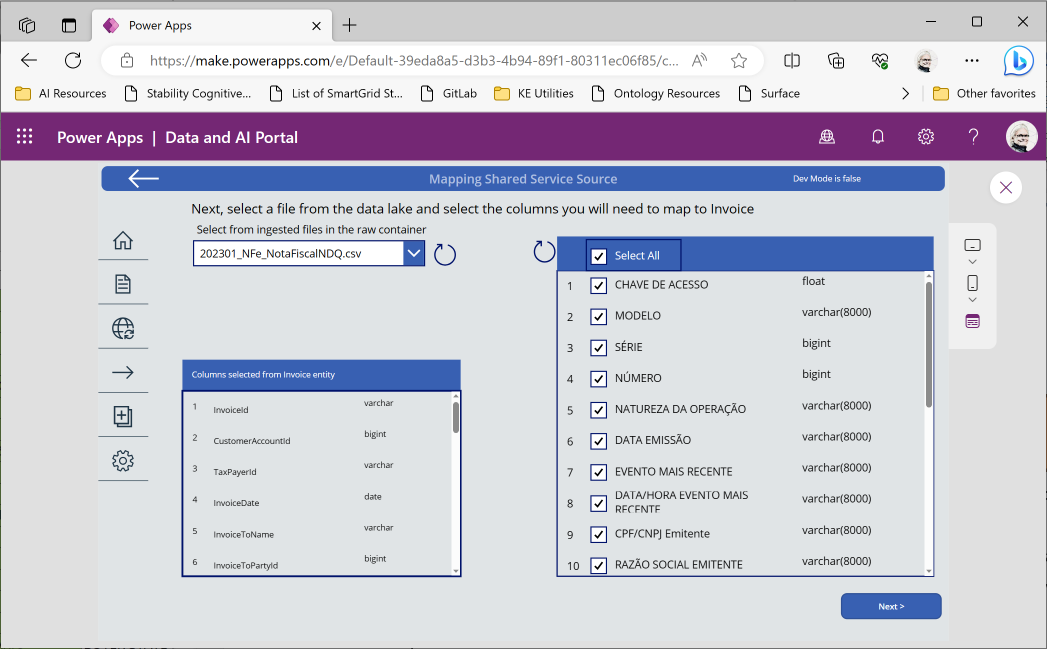 Power Apps
https://make.powerapps.com/e/Default-39eda8a5-d3b3-4b94-89f1-80311ec06f85/c...
AI Resources
Stability Cognitive...
List of SmartGrid St...
GitLab
KE Utilities
Ontology Resources
Surface
Other favorites
Power Apps | Data and AI Portal
Mapping Shared Service Source
Dev Mode is false
Next, select a file from the data lake and select the columns you will need to map to Invoice
Select from ingested files in the raw container
202301_NFe_NotaFiscalNDQ.csv
Columns selected from Invoice entity
1 InvoiceId varchar
2 CustomerAccountId bigint
3 TaxPayerId varchar
4 InvoiceDate date
5 InvoiceToName varchar
6 InvoiceToPartyId bigint
Select All
1 CHAVE DE ACESSO float
2 MODELO varchar(8000)
3 SÉRIE bigint
4 NÚMERO bigint
5 NATUREZA DA OPERAÇÃO varchar(8000)
6 DATA EMISSÃO varchar(8000)
7 EVENTO MAIS RECENTE varchar(8000)
8 DATA/HORA EVENTO MAIS varchar(8000)
RECENTE
9 CPF/CNPJ Emitente varchar(8000)
10 RAZÃO SOCIAL EMITENTE varchar(8000)
Next >